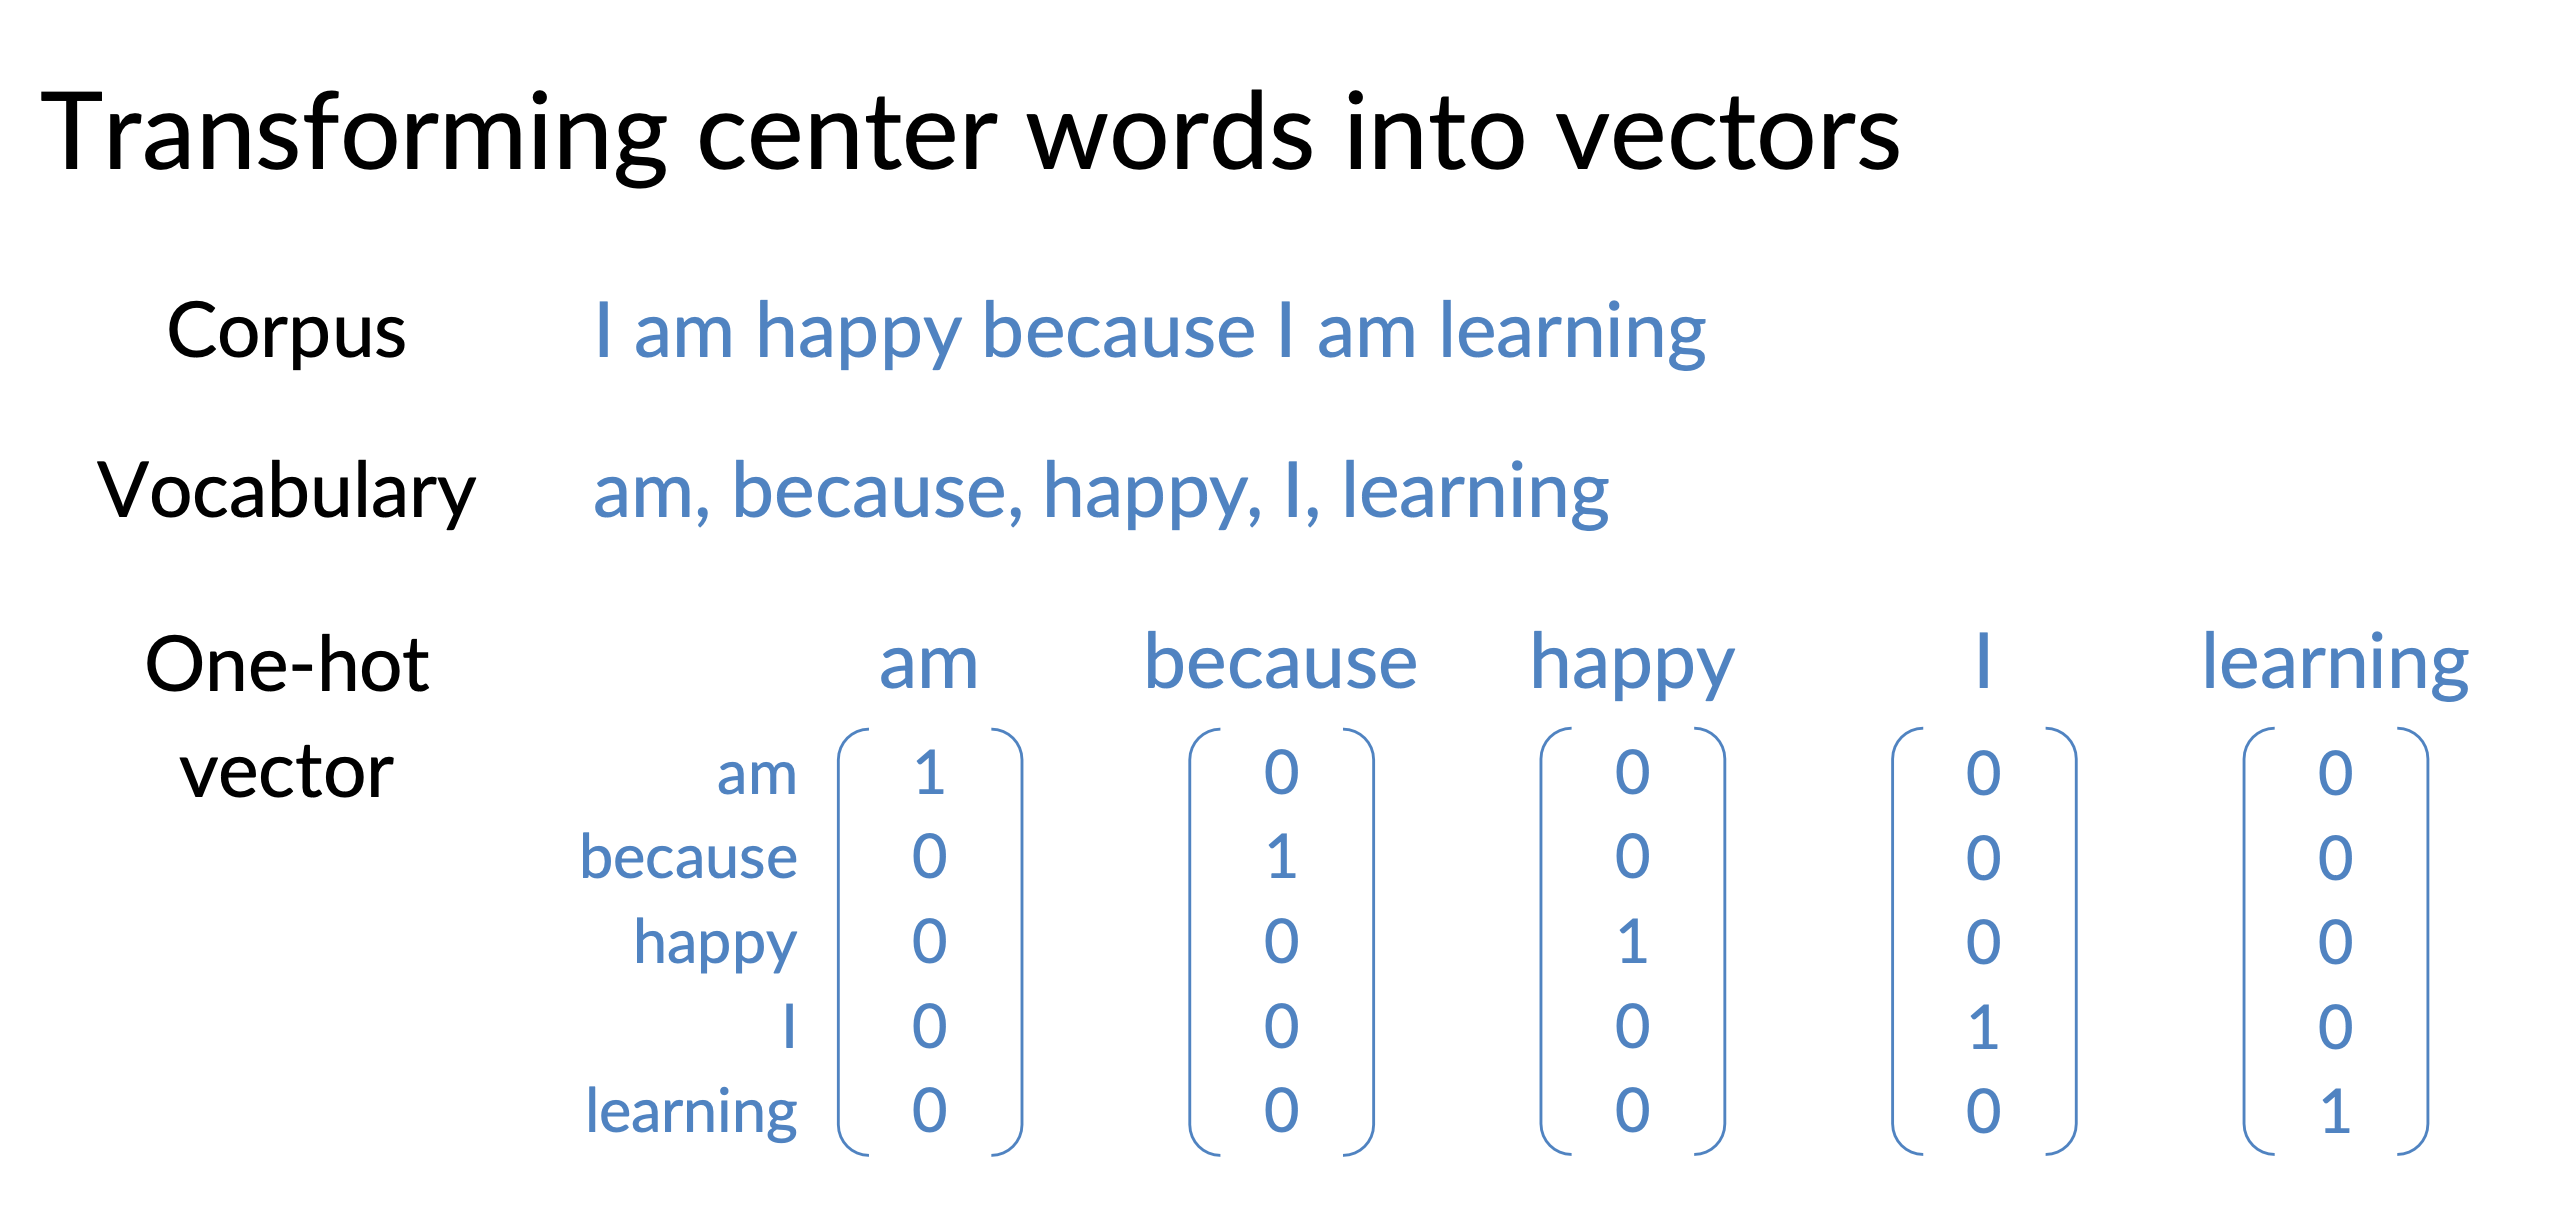 Transforming center words into vectors
Corpus I am happy because I am learning
Vocabulary am, because, happy, I, learning
One-hot am because happy I learning
vector am 1 0 0 0 0
because 0 1 0 0 0
happy 0 0 1 0 0
I 0 0 0 1 0
learning 0 0 0 0 1